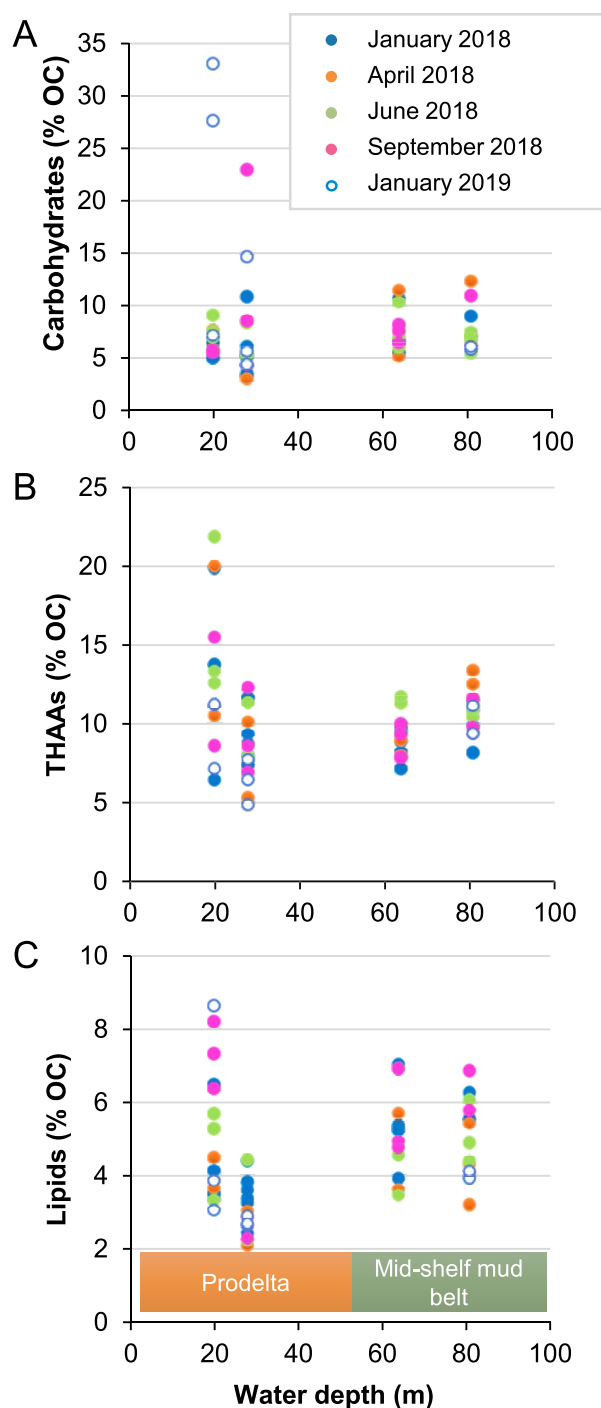 A
Carbohydrates (% OC)
35
30
25
20
15
10
5
0
0 20 40 60 80 100
January 2018
April 2018
June 2018
September 2018
January 2019
B
THAAs (% OC)
25
20
15
10
5
0
0 20 40 60 80 100
C
Lipids (% OC)
10
8
6
4
2
0
Prodelta
Mid-shelf mud
belt
0 20 40 60 80 100
Water depth (m)